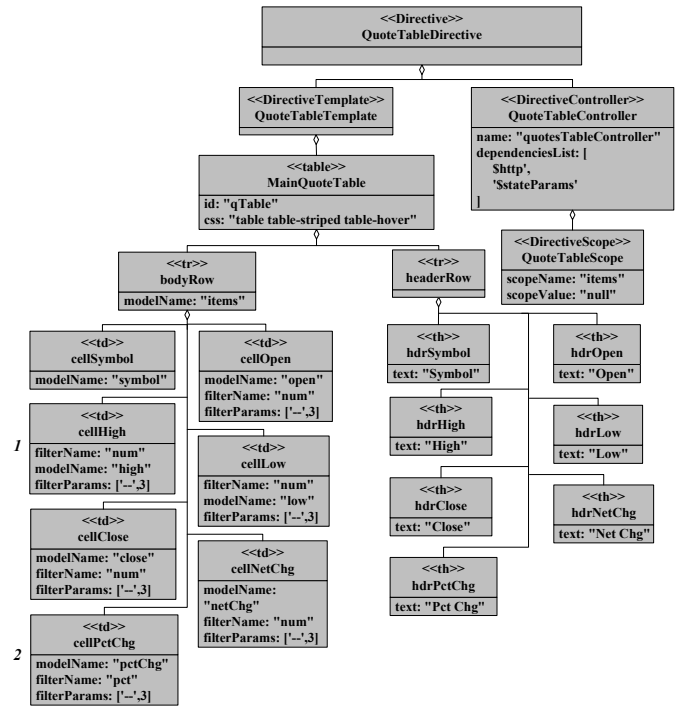 <<Directive>>
QuoteTableDirective
<<DirectiveTemplate>>
QuoteTableTemplate
<<DirectiveController>>
QuoteTableController
name: "quotesTableController"
dependenciesList: [
$http',
'$stateParams'
]
<<table>>
MainQuoteTable
id: "qTable"
css: "table table-striped table-hover"
<<DirectiveScope>>
QuoteTableScope
scopeName: "items"
scopeValue: "null"
<<tr>>
bodyRow
modelName: "items"
<<tr>>
headerRow
<<td>>
cellSymbol
modelName: "symbol"
<<td>>
cellOpen
modelName: "open"
filterName: "num"
filterParams: ['--',3]
<<th>>
hdrSymbol
text: "Symbol"
<<th>>
hdrOpen
text: "Open"
1
<<td>>
cellHigh
filterName: "num"
modelName: "high"
filterParams: ['--',3]
<<td>>
cellLow
filterName: "num"
modelName: "low"
filterParams: ['--',3]
<<th>>
hdrHigh
text: "High"
<<th>>
hdrLow
text: "Low"
<<td>>
cellClose
modelName: "close"
filterName: "num"
filterParams: ['--',3]
<<td>>
cellNetChg
modelName:
"netChg"
filterName: "num"
filterParams: ['--',3]
<<th>>
hdrClose
text: "Close"
<<th>>
hdrNetChg
text: "Net Chg"
2
<<td>>
cellPctChg
modelName: "pctChg"
filterName: "pct"
filterParams: ['--',3]
<<th>>
hdrPctChg
text: "Pct Chg"